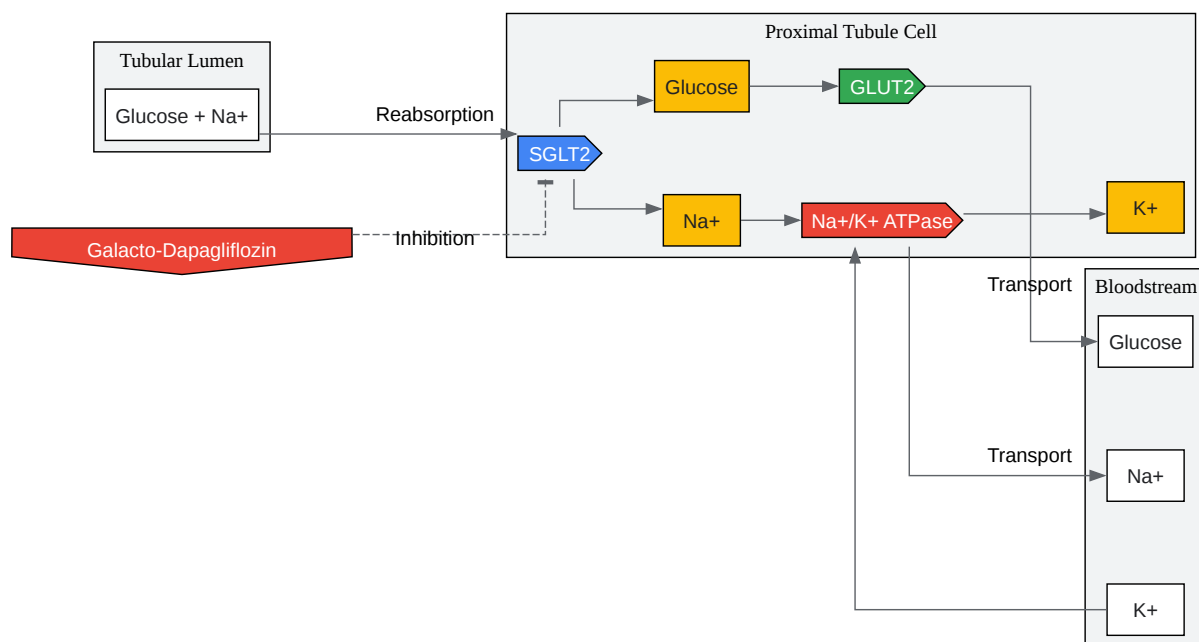 Proximal Tubule Cell
Tubular Lumen
Glucose + Na+
Reabsorption
Glucose
GLUT2
SGLT2
Na+
Na+/K+ ATPase
K+
Galacto-Dapagliflozin
Inhibition
Transport
Bloodstream
Glucose
Transport
Na+
K+